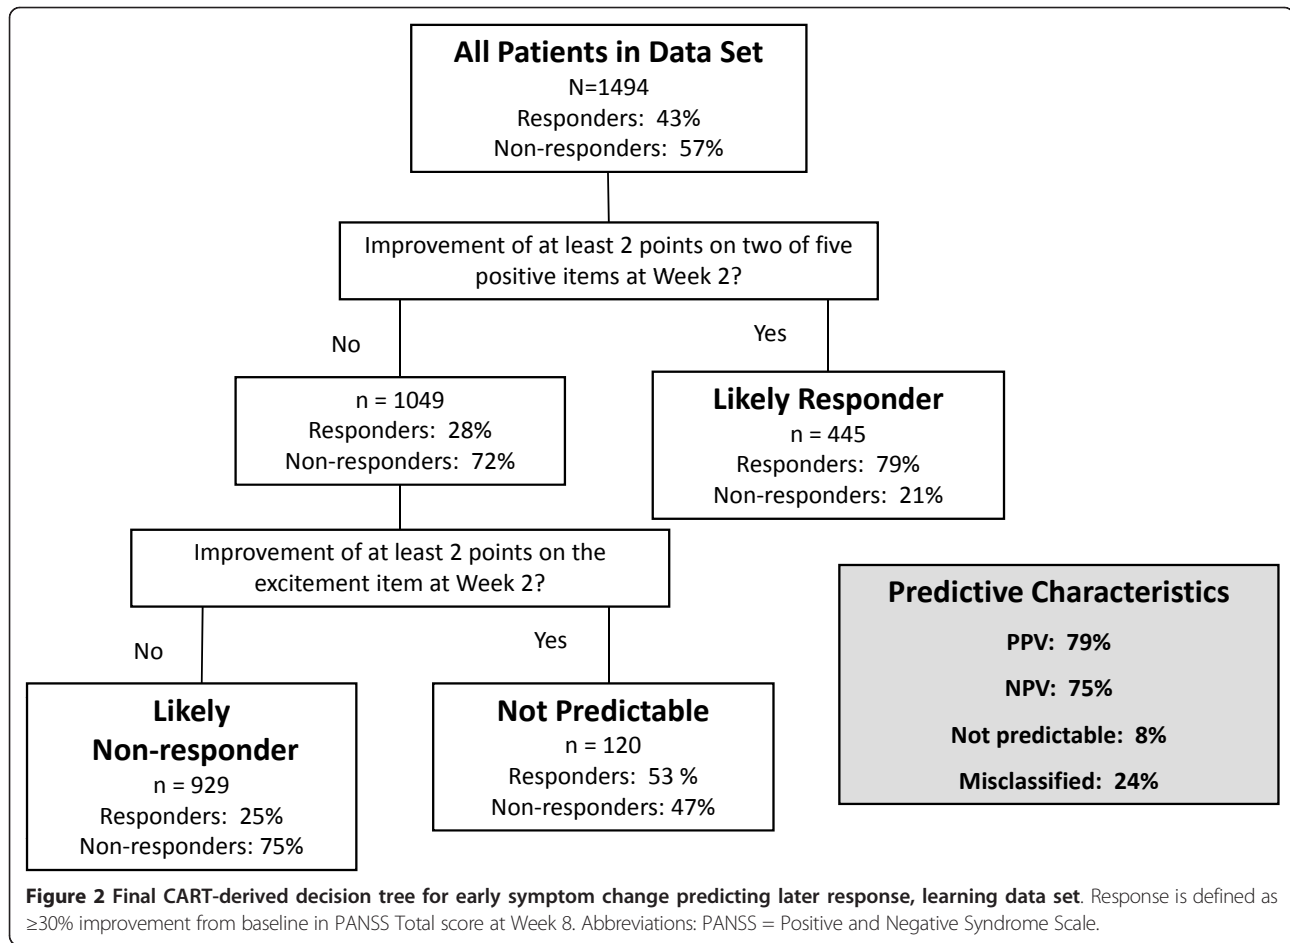 All Patients in Data Set
N=1494
Responders: 43%
Non-responders: 57%
Improvement of at least 2 points on two of five
positive items at Week 2?
No
Yes
n = 1049
Responders: 28%
Non-responders: 72%
Likely Responder
n = 445
Responders: 79%
Non-responders: 21%
Improvement of at least 2 points on the
excitement item at Week 2?
No
Yes
Likely
Non-responder
n = 929
Responders: 25%
Non-responders: 75%
Not Predictable
n = 120
Responders: 53 %
Non-responders: 47%
Predictive Characteristics
PPV: 79%
NPV: 75%
Not predictable: 8%
Misclassified: 24%
Figure 2 Final CART-derived decision tree for early symptom change predicting later response, learning data set. Response is defined as
≥30% improvement from baseline in PANSS Total score at Week 8. Abbreviations: PANSS = Positive and Negative Syndrome Scale.